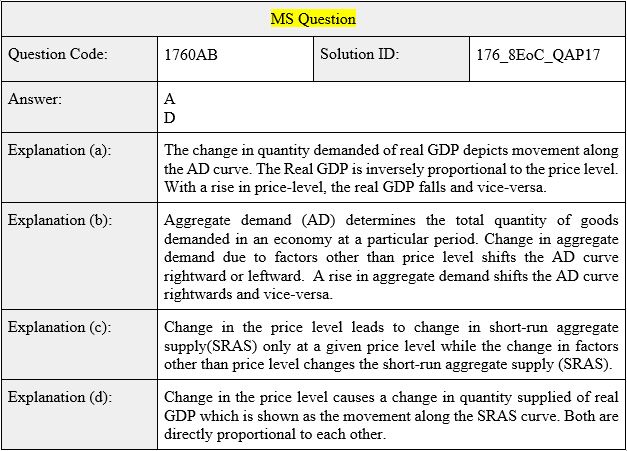 MS Question
Question Code: 1760AB Solution ID: 176_8EoC_QAP17
Answer: A
D
Explanation (a): The change in quantity demanded of real GDP depicts movement along
the AD curve. The Real GDP is inversely proportional to the price level.
With a rise in price-level, the real GDP falls and vice-versa.
Explanation (b): Aggregate demand (AD) determines the total quantity of goods
demanded in an economy at a particular period. Change in aggregate
demand due to factors other than price level shifts the AD curve
rightward or leftward. A rise in aggregate demand shifts the AD curve
rightwards and vice-versa.
Explanation (c): Change in the price level leads to change in short-run aggregate
supply(SRAS) only at a given price level while the change in factors
other than price level changes the short-run aggregate supply (SRAS).
Explanation (d): Change in the price level causes a change in quantity supplied of real
GDP which is shown as the movement along the SRAS curve. Both are
directly proportional to each other.